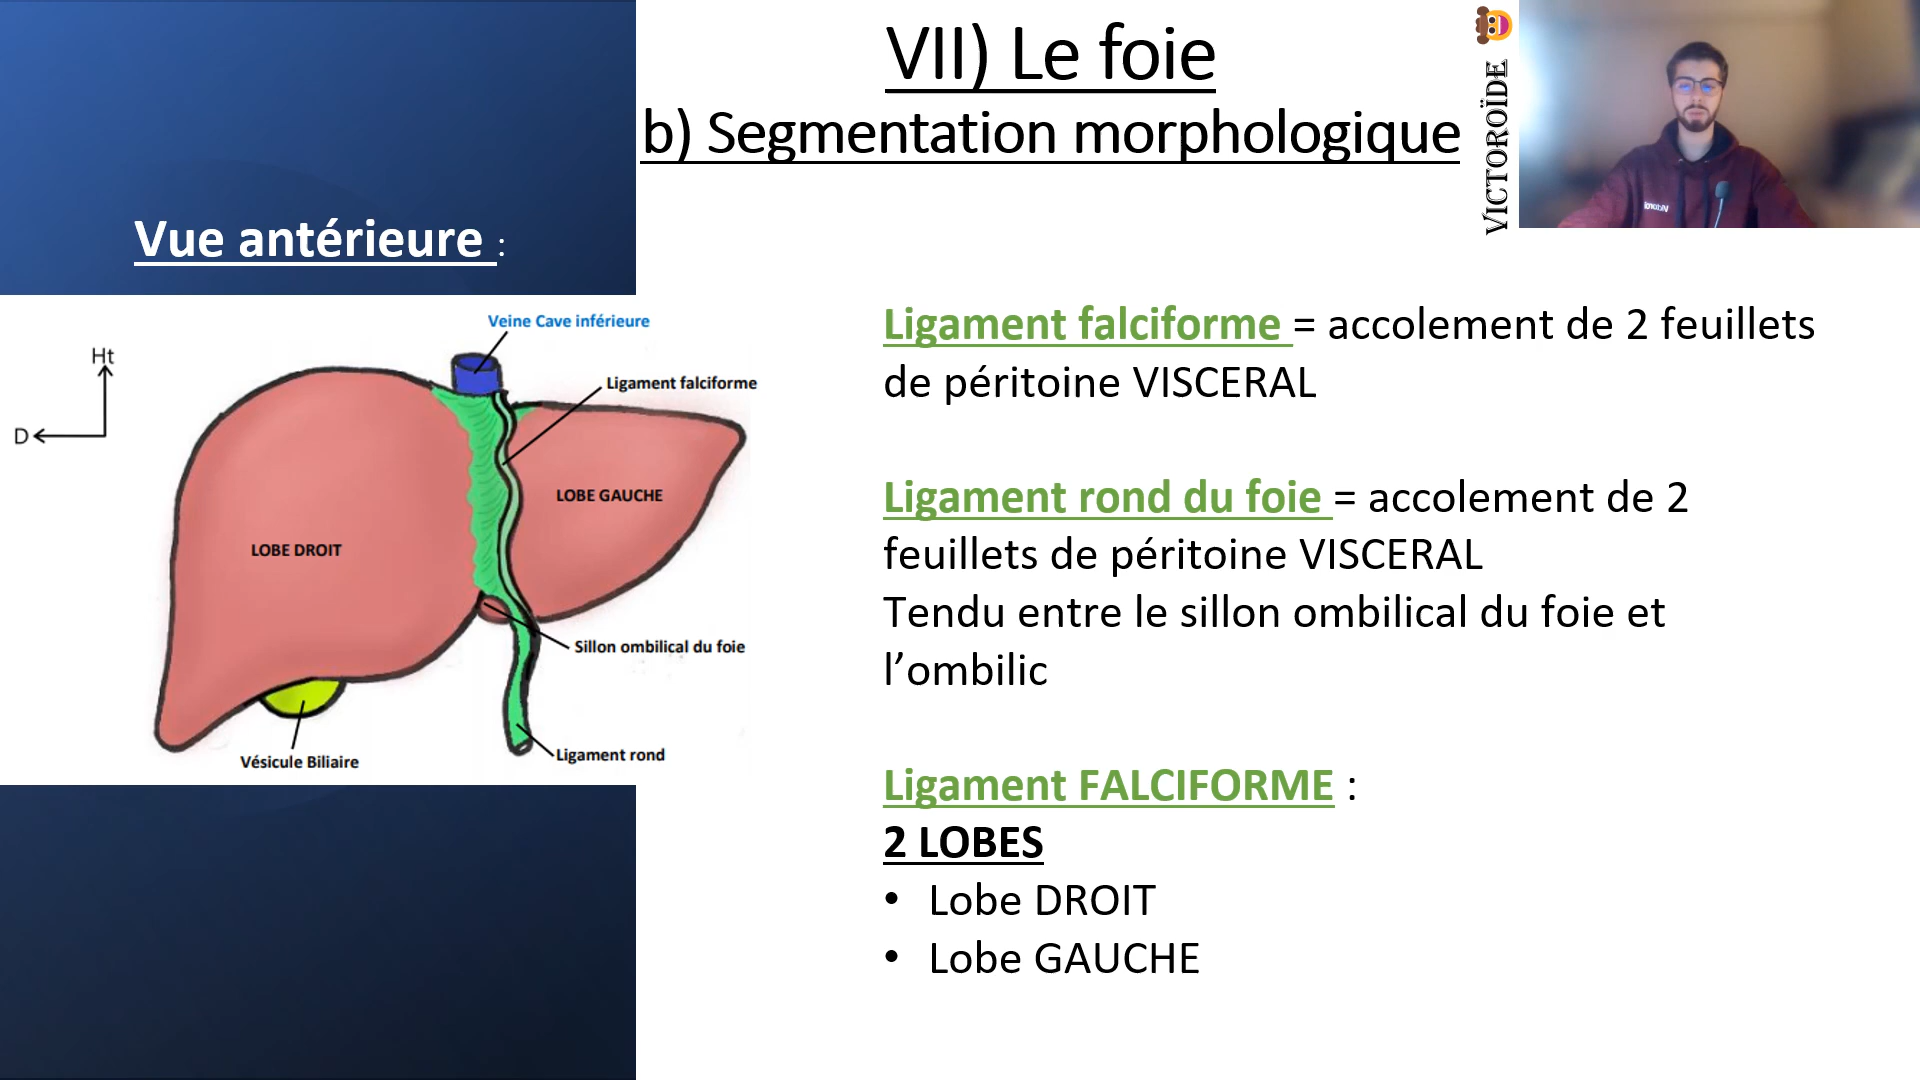 VII) Le foie
b) Segmentation morphologique
VICTOROÏDE
Vue antérieure :
Veine Cave inférieure
Ht
D
Ligament falciforme
LOBE GAUCHE
LOBE DROIT
Sillon ombilical du foie
Ligament rond
Vésicule Biliaire
Ligament falciforme = accolement de 2 feuillets
de péritoine VISCERAL
Ligament rond du foie = accolement de 2
feuillets de péritoine VISCERAL
Tendu entre le sillon ombilical du foie et
l’ombilic
Ligament FALCIFORME :
2 LOBES
• Lobe DROIT
• Lobe GAUCHE